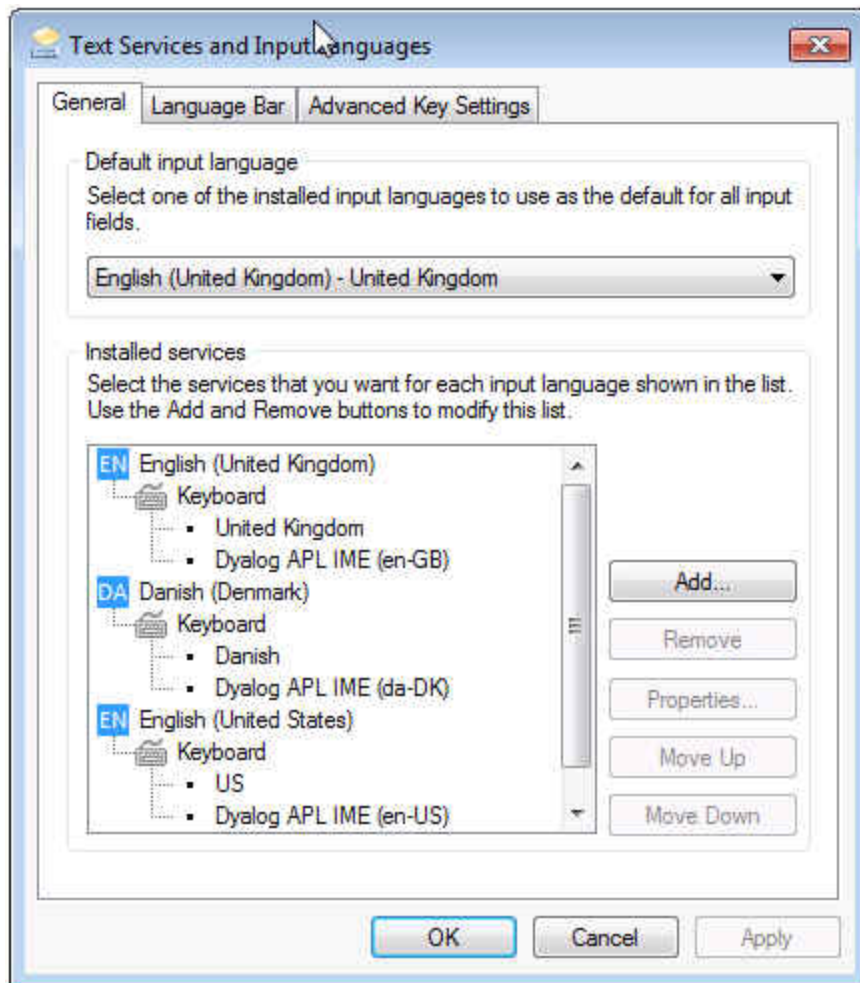 Text Services and Input Languages
General
Language Bar
Advanced Key Settings
Default input language
Select one of the installed input languages to use as the default for all input
fields.
English (United Kingdom) - United Kingdom
Installed services
Select the services that you want for each input language shown in the list.
Use the Add and Remove buttons to modify this list.
EN English (United Kingdom)
Keyboard
United Kingdom
Dyalog APL IME (en-GB)
DA Danish (Denmark)
Keyboard
Danish
Dyalog APL IME (da-DK)
EN English (United States)
Keyboard
US
Dyalog APL IME (en-US)
Add...
Remove
Properties...
Move Up
Move Down
OK
Cancel
Apply